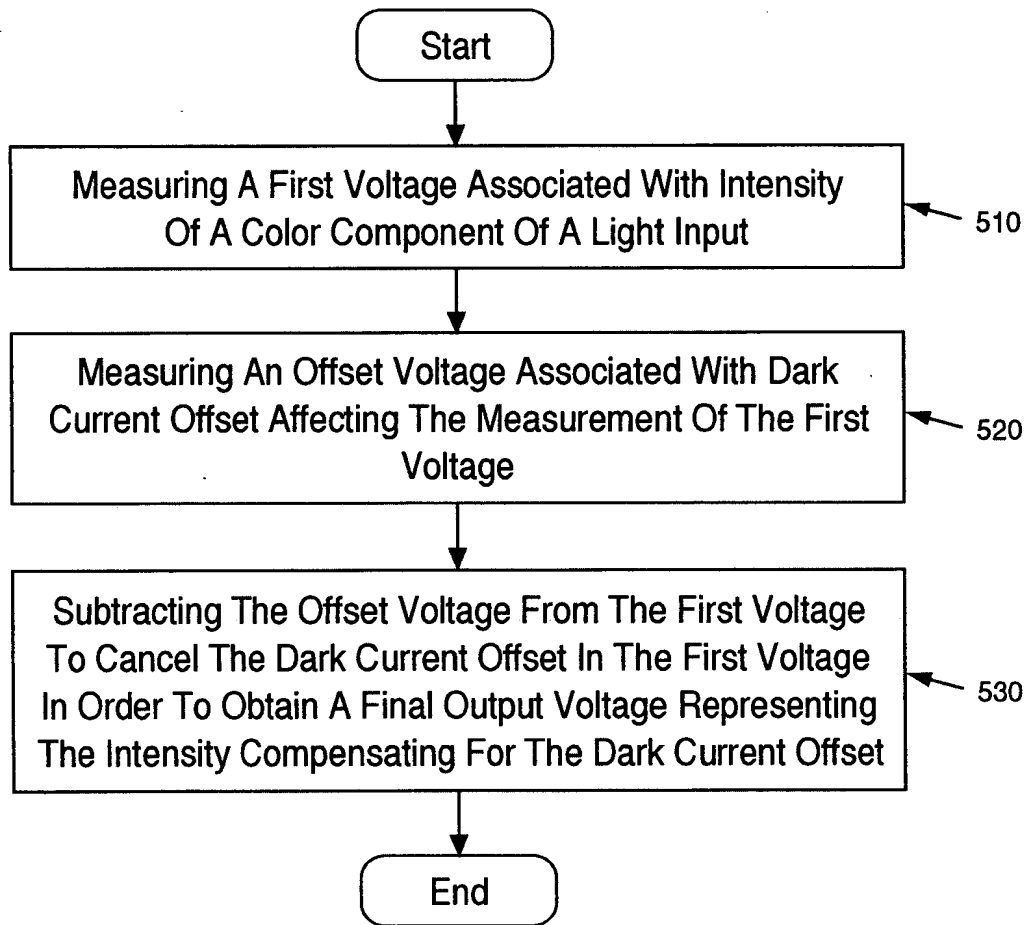 Start
Measuring A First Voltage Associated With Intensity
Of A Color Component Of A Light Input
510
Measuring An Offset Voltage Associated With Dark
Current Offset Affecting The Measurement Of The First
Voltage
520
Subtracting The Offset Voltage From The First Voltage
To Cancel The Dark Current Offset In The First Voltage
In Order To Obtain A Final Output Voltage Representing
The Intensity Compensating For The Dark Current Offset
530
End